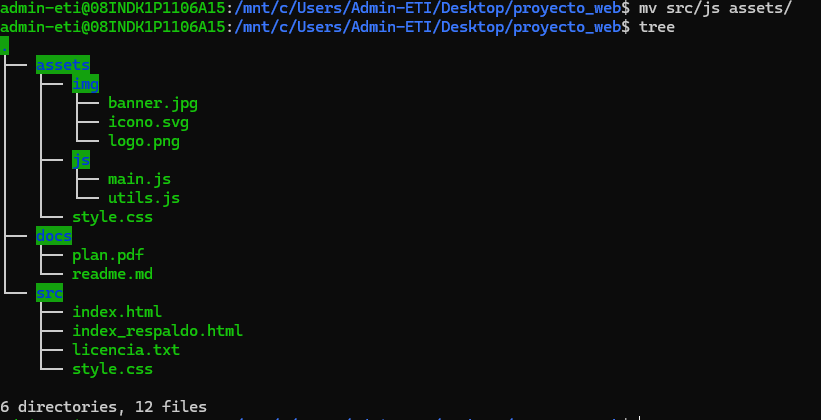 admin-eti@08INDK1P1106A15:/mnt/c/Users/Admin-ETI/Desktop/proyecto_web$ mv src/js assets/
admin-eti@08INDK1P1106A15:/mnt/c/Users/Admin-ETI/Desktop/proyecto_web$ tree
.
├── assets
│   ├── img
│   │   ├── banner.jpg
│   │   ├── icono.svg
│   │   └── logo.png
│   ├── js
│   │   ├── main.js
│   │   └── utils.js
│   └── style.css
├── docs
│   ├── plan.pdf
│   └── readme.md
└── src
    ├── index.html
    ├── index_respaldo.html
    ├── licencia.txt
    └── style.css
6 directories, 12 files